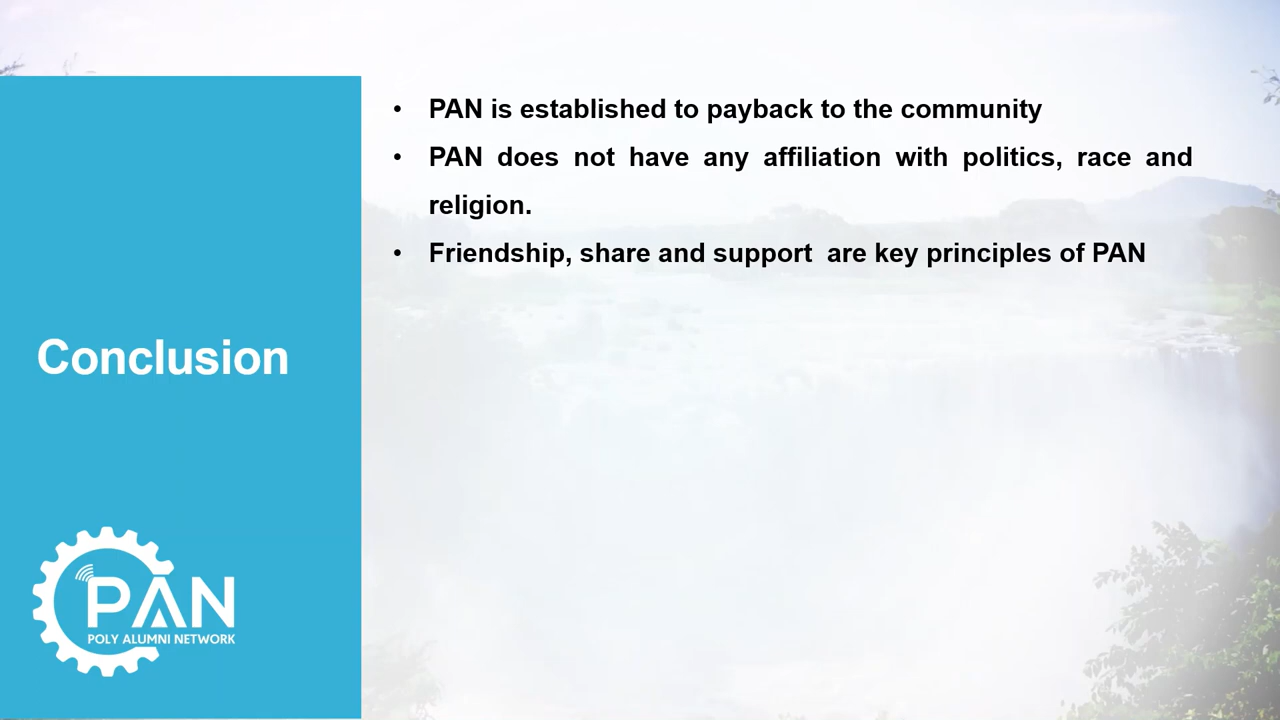 Conclusion
• PAN is established to payback to the community
• PAN does not have any affiliation with politics, race and
religion.
• Friendship, share and support  are key principles of PAN
PAN
POLY ALUMNI NETWORK